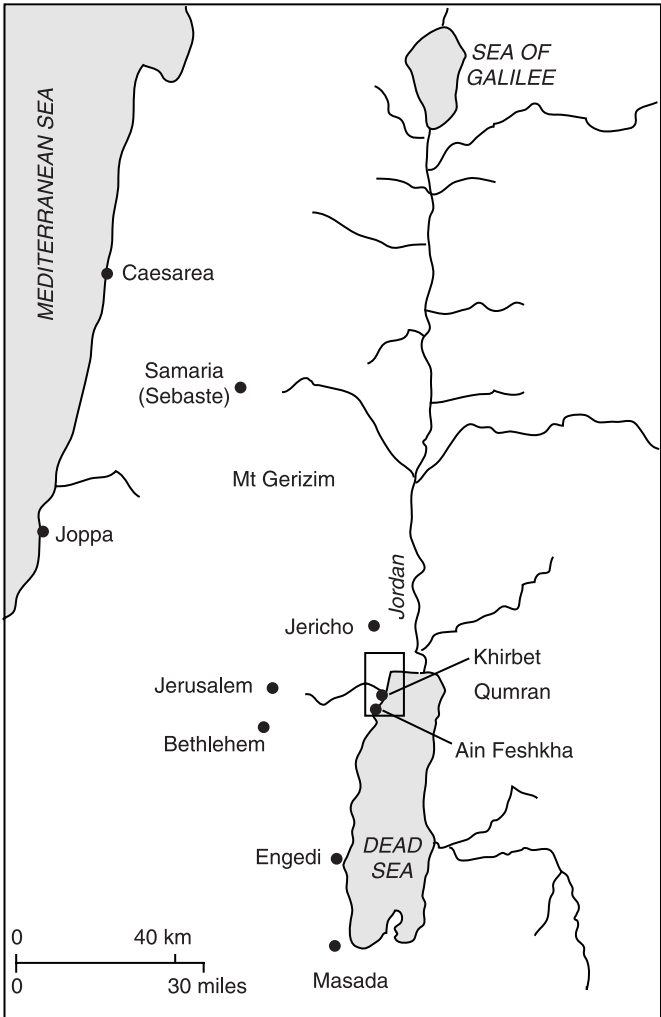 SEA OF
GALILEE
MEDITERRANEAN SEA
Caesarea
Samaria
(Sebaste)
Mt Gerizim
Joppa
Jordan
Jericho
Khirbet
Qumran
Jerusalem
Bethlehem
Ain Feshkha
DEAD
SEA
Engedi
0 40 km
0 30 miles
Masada